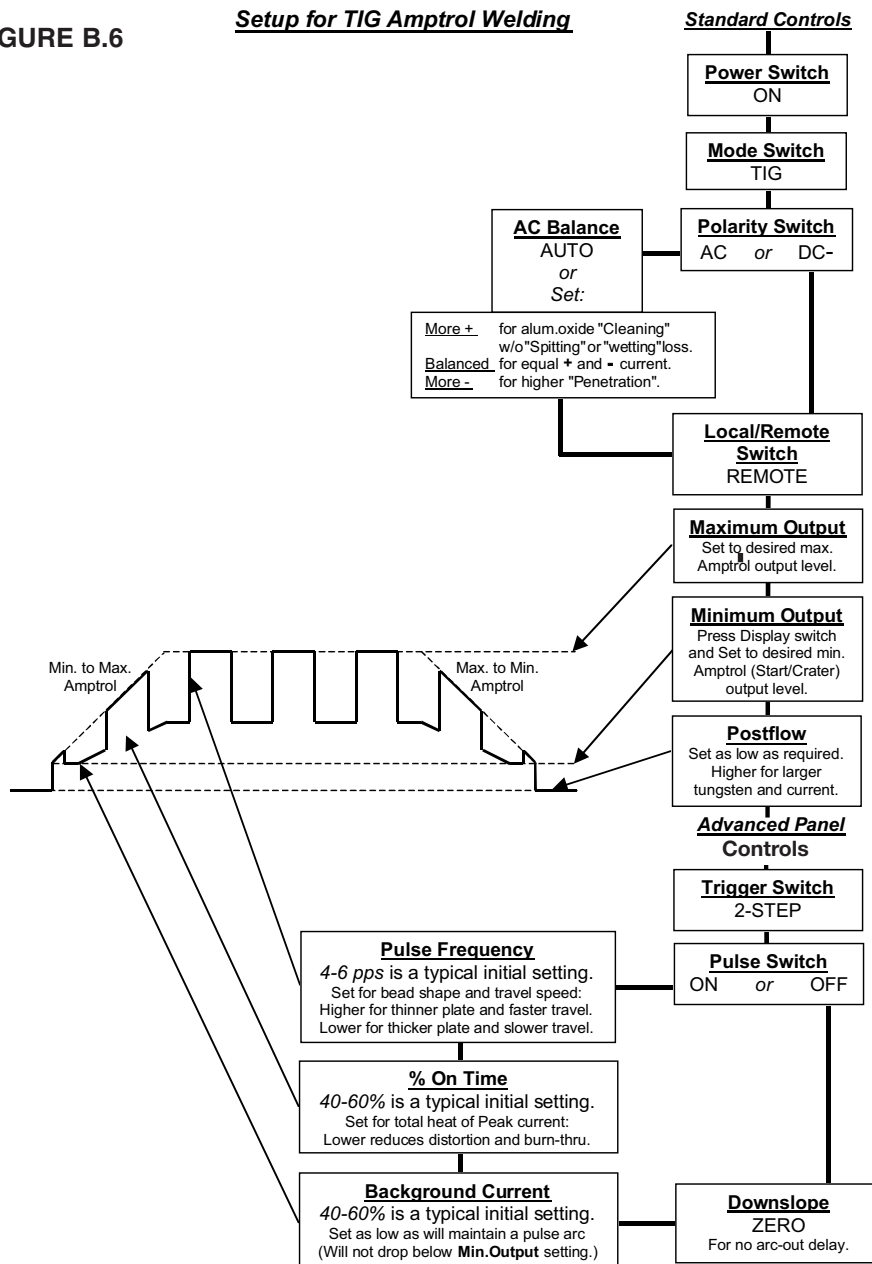 GURE B.6
Setup for TIG Amptrol Welding
Standard Controls
Power Switch
ON
Mode Switch
TIG
Polarity Switch
AC or DC-
AC Balance
AUTO
or
Set:
More + for alum.oxide "Cleaning"
w/o"Spitting"or"wetting"loss.
Balanced for equal + and - current.
More - for higher "Penetration".
Local/Remote
Switch
REMOTE
Maximum Output
Set to desired max.
Amptrol output level.
Minimum Output
Press Display switch
and Set to desired min.
Amptrol (Start/Crater)
output level.
Min. to Max.
Amptrol
Max. to Min.
Amptrol
Postflow
Set as low as required.
Higher for larger
tungsten and current.
Advanced Panel
Controls
Trigger Switch
2-STEP
Pulse Switch
ON or OFF
Pulse Frequency
4-6 pps is a typical initial setting.
Set for bead shape and travel speed:
Higher for thinner plate and faster travel.
Lower for thicker plate and slower travel.
% On Time
40-60% is a typical initial setting.
Set for total heat of Peak current:
Lower reduces distortion and burn-thru.
Background Current
40-60% is a typical initial setting.
Set as low as will maintain a pulse arc
(Will not drop below Min.Output setting.)
Downslope
ZERO
For no arc-out delay.